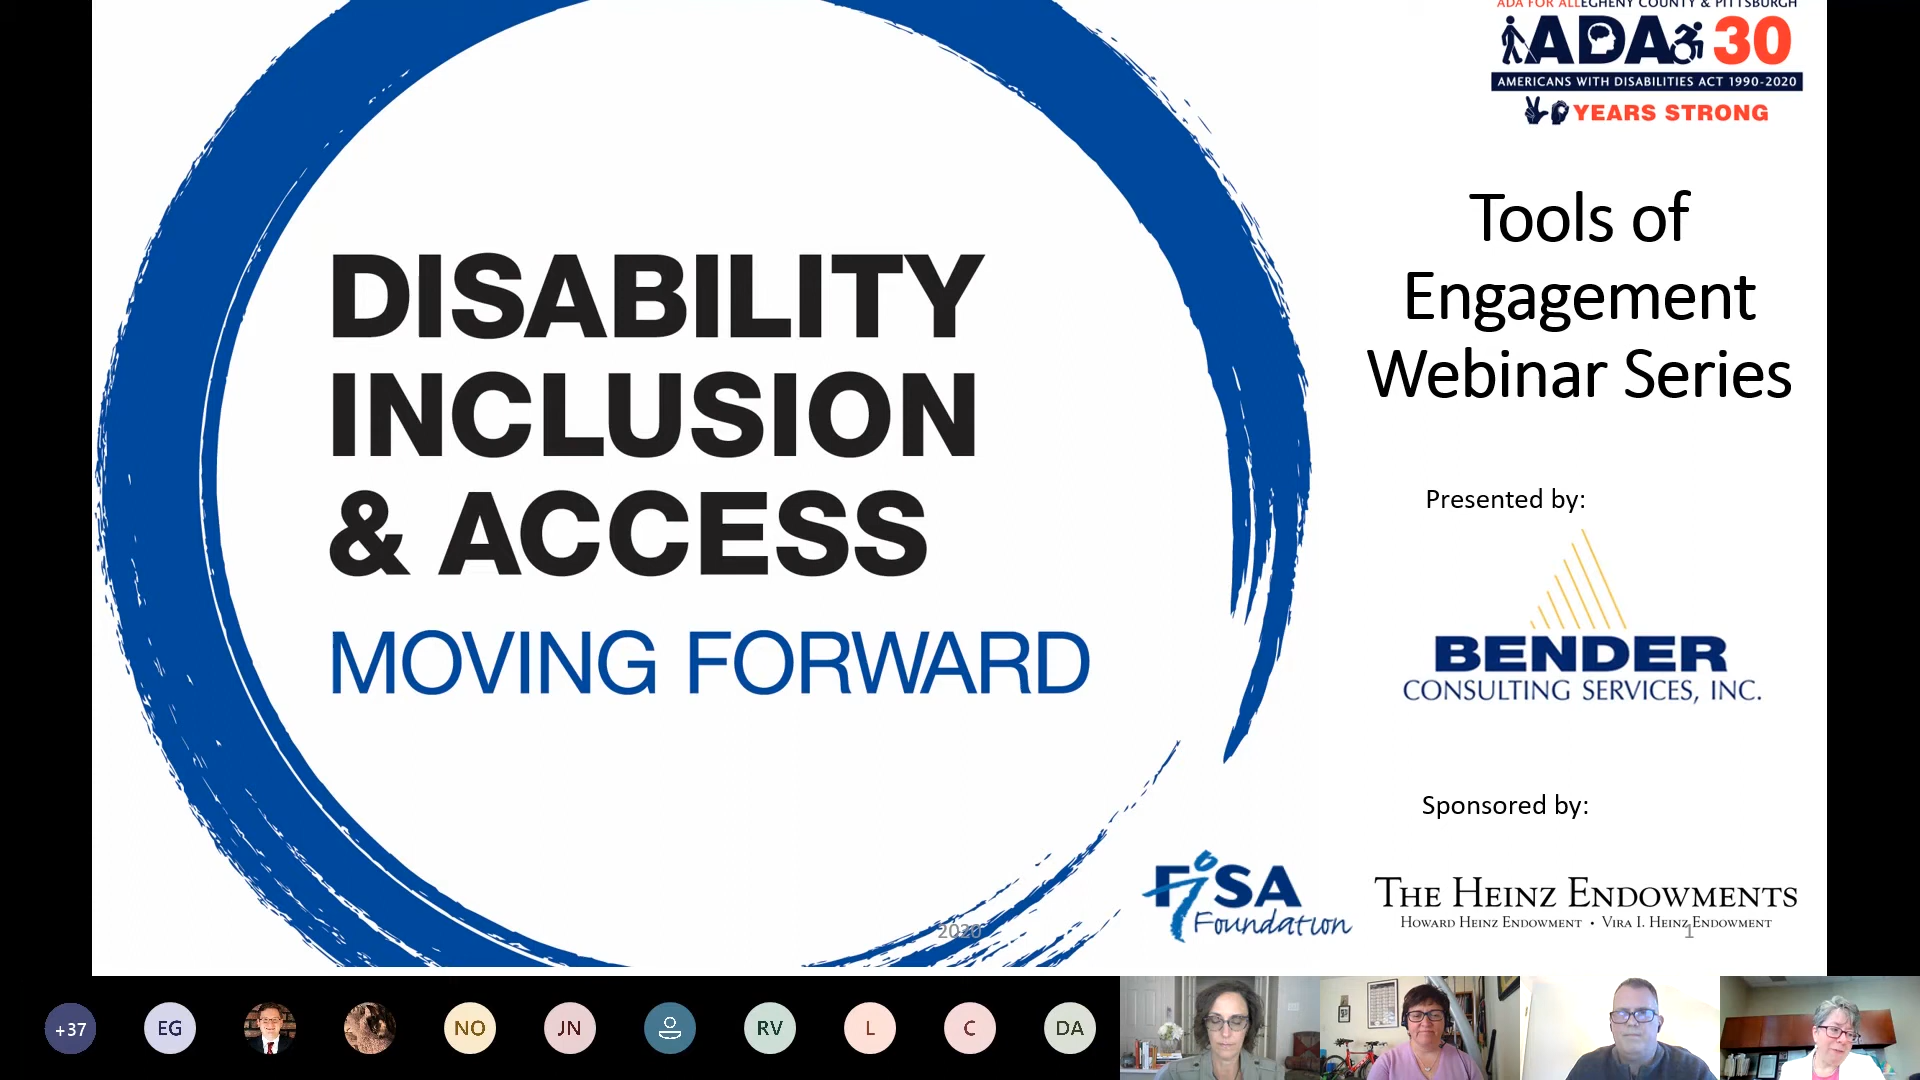 DISABILITY
INCLUSION
& ACCESS
MOVING FORWARD
ADA FOR ALLEGHENY COUNTY & PITTSBURGH
ADA 30
AMERICANS WITH DISABILITIES ACT 1990-2020
YEARS STRONG
Tools of
Engagement
Webinar Series
Presented by:
BENDER
CONSULTING SERVICES, INC.
Sponsored by:
FISA
Foundation
THE HEINZ ENDOWMENTS
HOWARD HEINZ ENDOWMENT • VIRA I. HEINZ ENDOWMENT
2020
1
+37
EG
NO
JN
RV
L
C
DA